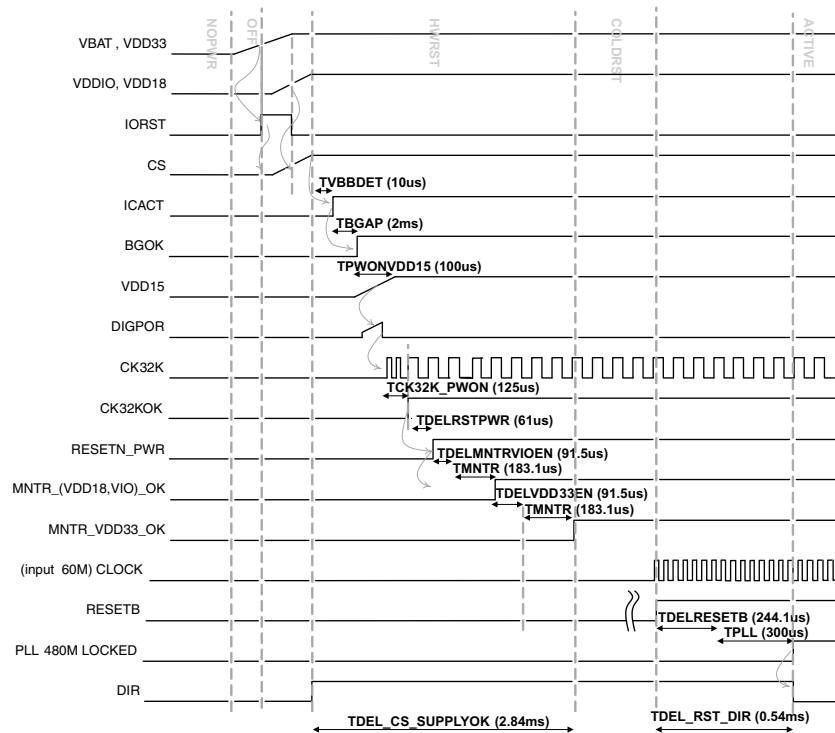 NOPWR
OFF
HWRST
COLDRST
ACTIVE
VBAT , VDD33
VDDIO, VDD18
IORST
CS
TVBBDET (10us)
ICACT
TBGAP (2ms)
BGOK
TPWONVDD15 (100us)
VDD15
DIGPOR
CK32K
TCK32K_PWON (125us)
CK32KOK
TDELRSTPWR (61us)
RESETN_PWR
TDELMNTRVIOEN (91.5us)
TMNTR (183.1us)
MNTR_(VDD18,VIO)_OK
TDELVDD33EN (91.5us)
TMNTR (183.1us)
MNTR_VDD33_OK
(input 60M) CLOCK
RESETB
TDELRESETB (244.1us)
TPLL (300us)
PLL 480M LOCKED
DIR
TDEL_CS_SUPPLYOK (2.84ms)
TDEL_RST_DIR (0.54ms)